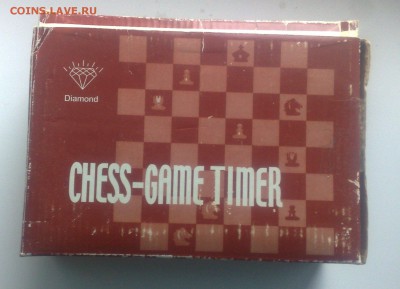 COINS.LAVE.RU
Diamond
CHESS-GAME TIMER